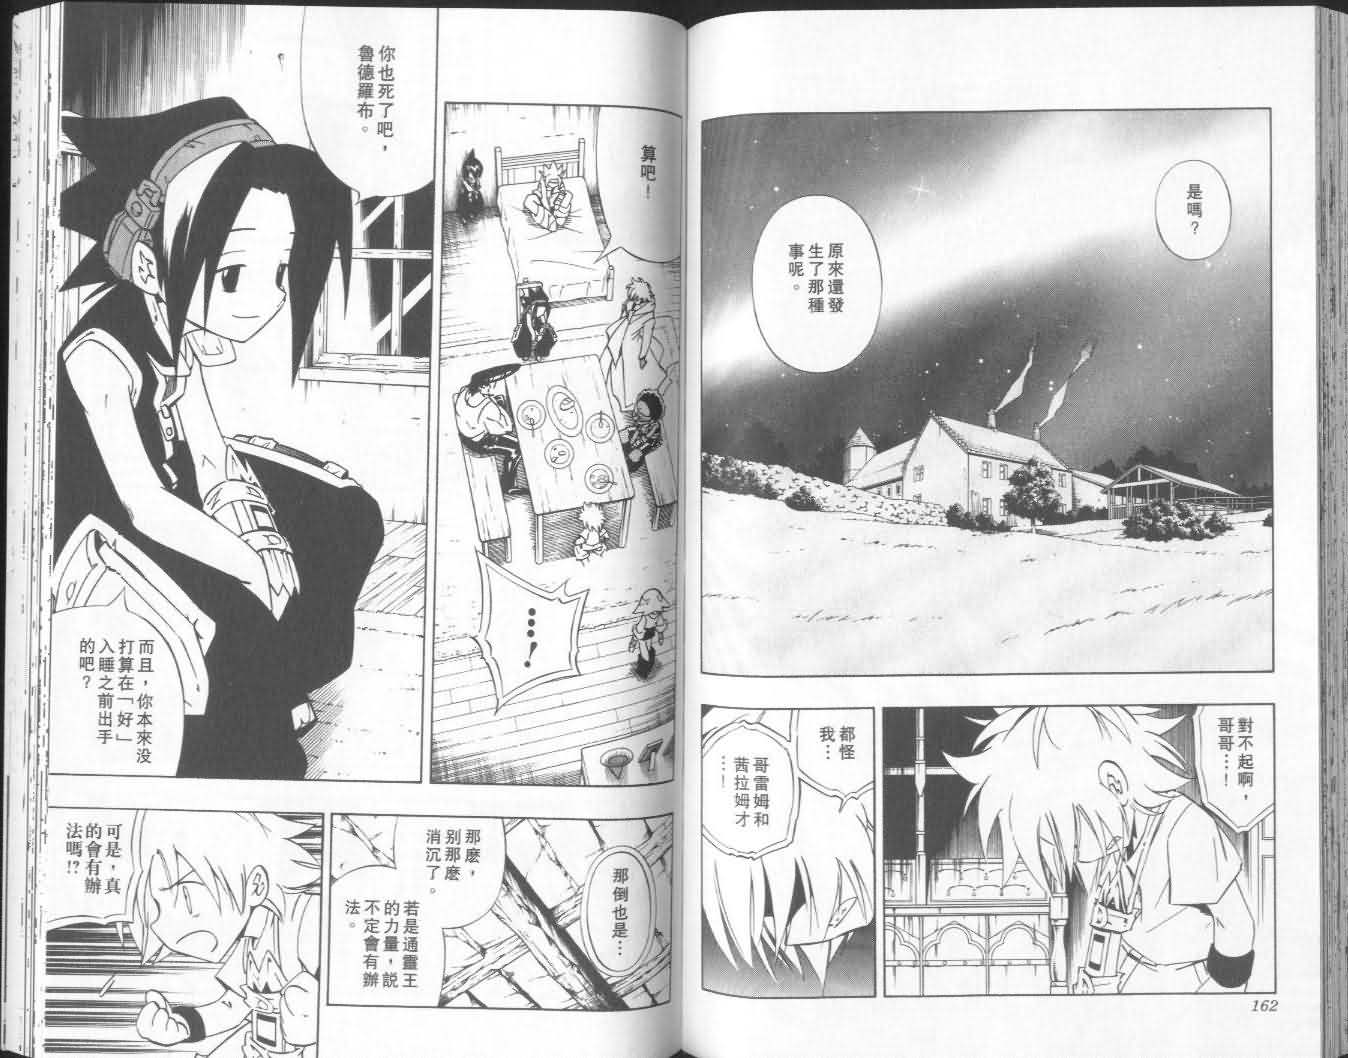 是嗎？
原來還發
生了那種
事呢。
對不起啊，
哥哥…！
都怪
我…
哥雷姆和
茜拉姆才
…！
162
算吧！
……！
你也死了吧，
魯德羅布。
而且，你本來没
打算在「好」
入睡之前出手
的吧？
那倒也是…
那麼，
別那麼
消沉了。
若是通靈王
的力量，説
不定會有辦
法。
可是，真
的會有辦
法嗎!?